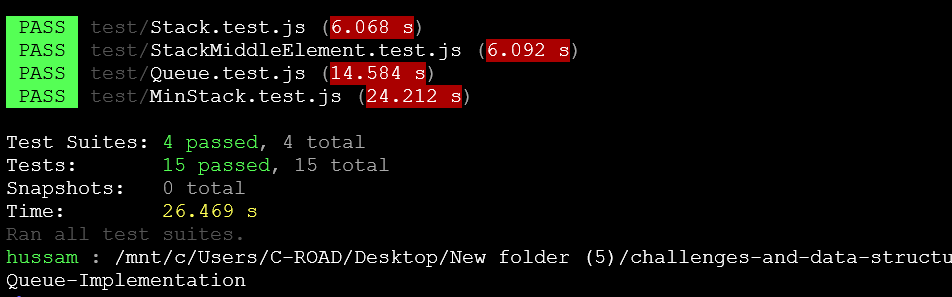 PASS test/Stack.test.js (6.068 s)
PASS test/StackMiddleElement.test.js (6.092 s)
PASS test/Queue.test.js (14.584 s)
PASS test/MinStack.test.js (24.212 s)
Test Suites: 4 passed, 4 total
Tests: 15 passed, 15 total
Snapshots: 0 total
Time: 26.469 s
Ran all test suites.
hussam : /mnt/c/Users/C-ROAD/Desktop/New folder (5)/challenges-and-data-structu
Queue-Implementation